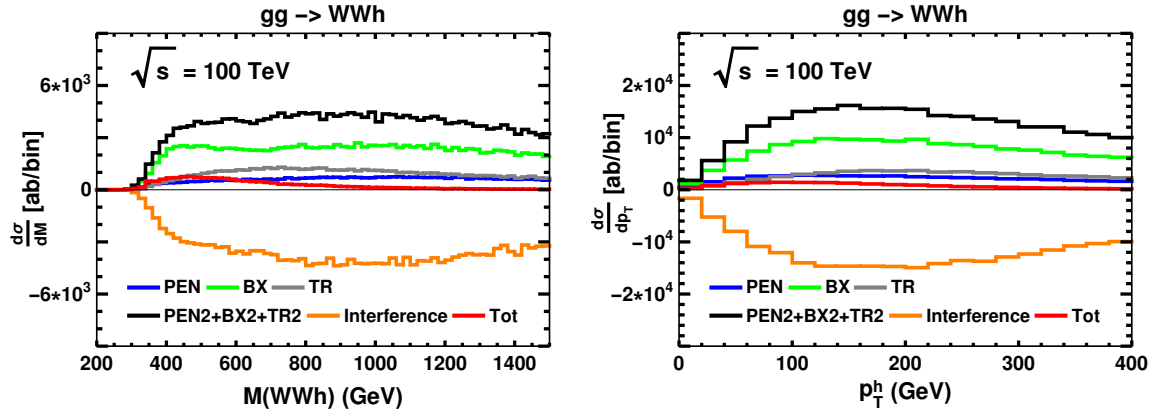 gg −> WWh
√s = 100 TeV
6*10³
3*10³
0
−6*10³
dσ/dM [ab/bin]
PEN BX TR
PEN2+BX2+TR2 Interference Tot
200 400 600 800 1000 1200 1400
M(WWh) (GeV)
gg −> WWh
√s = 100 TeV
2*10⁴
10⁴
0
−10⁴
−2*10⁴
dσ/dp_T [ab/bin]
PEN BX TR
PEN2+BX2+TR2 Interference Tot
0 100 200 300 400
p_T^h (GeV)